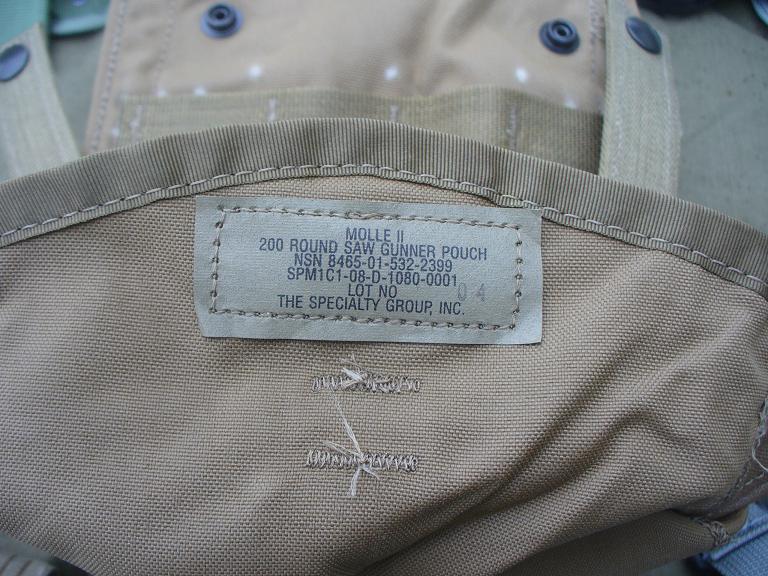 MOLLE II
200 ROUND SAW GUNNER POUCH
NSN 8465-01-532-2399
SPM1C1-08-D-1080-0001
LOT NO 04
THE SPECIALTY GROUP, INC.